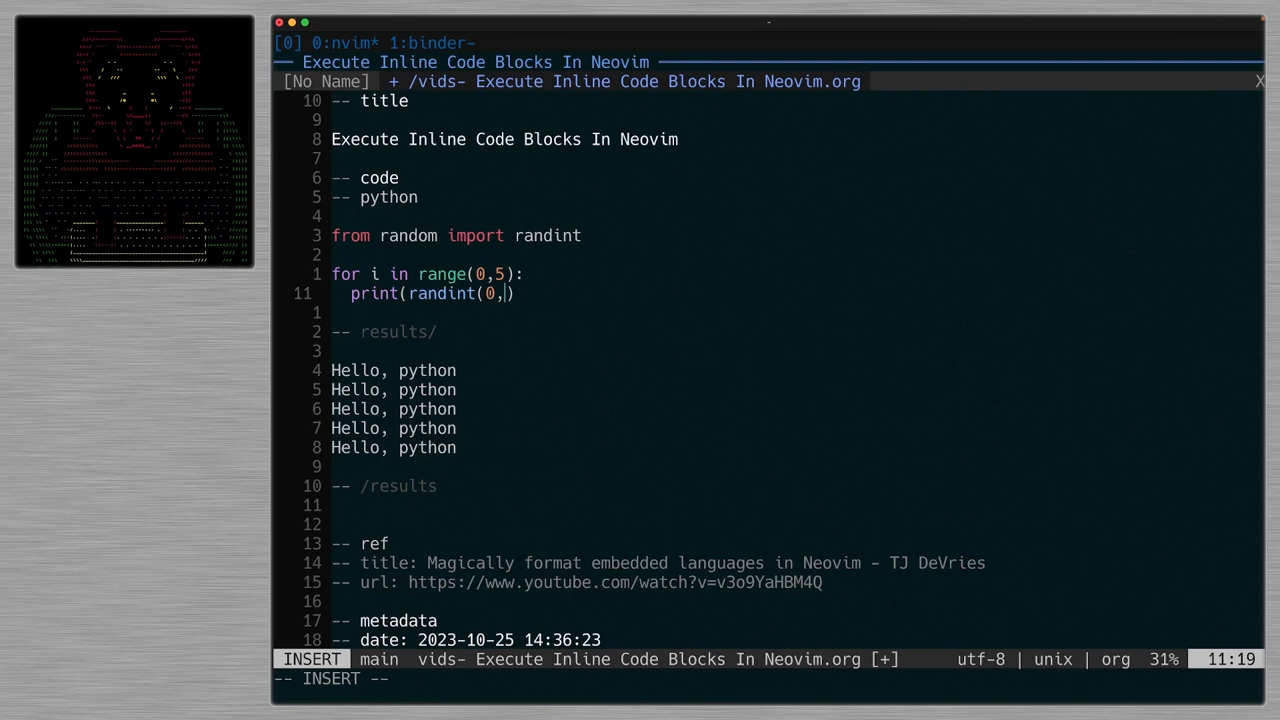 -
[0] 0:nvim* 1:binder-
Execute Inline Code Blocks In Neovim
[No Name] + /vids- Execute Inline Code Blocks In Neovim.org X
10 -- title
9
8 Execute Inline Code Blocks In Neovim
7
6 -- code
5 -- python
4
3 from random import randint
2
1 for i in range(0,5):
11 print(randint(0,)
1
2 -- results/
3
4 Hello, python
5 Hello, python
6 Hello, python
7 Hello, python
8 Hello, python
9
10 -- /results
11
12
13 -- ref
14 -- title: Magically format embedded languages in Neovim - TJ DeVries
15 -- url: https://www.youtube.com/watch?v=v3o9YaHBM4Q
16
17 -- metadata
18 -- date: 2023-10-25 14:36:23
INSERT main vids- Execute Inline Code Blocks In Neovim.org [+] utf-8 | unix | org 31% 11:19
-- INSERT --